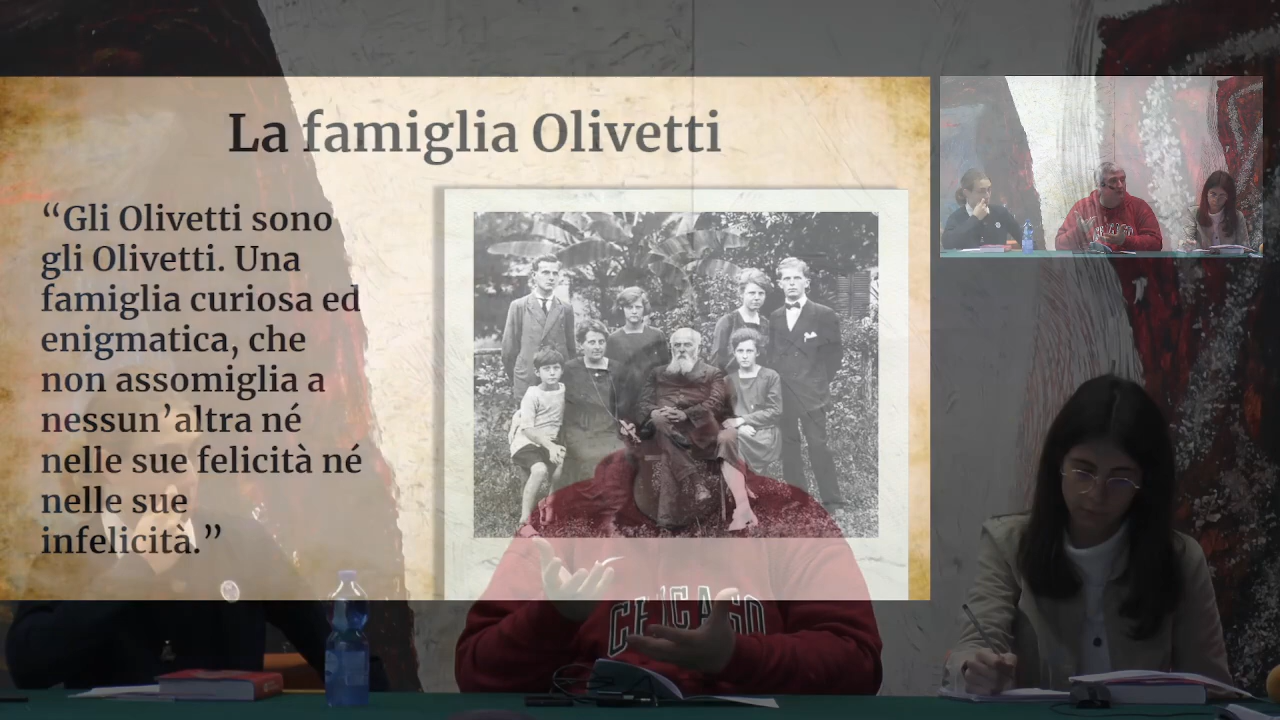 La famiglia Olivetti
“Gli Olivetti sono
gli Olivetti. Una
famiglia curiosa ed
enigmatica, che
non assomiglia a
nessun’altra né
nelle sue felicità né
nelle sue
infelicità.”
CHICAGO